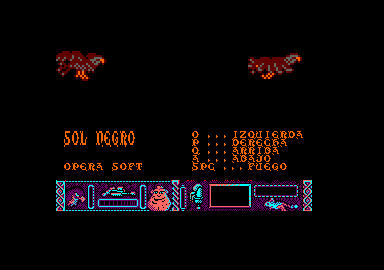 SOL NEGRO
OPERA SOFT
O ... IZQUIERDA
P ... DERECHA
Q ... ARRIBA
A ... ABAJO
SPC ... FUEGO